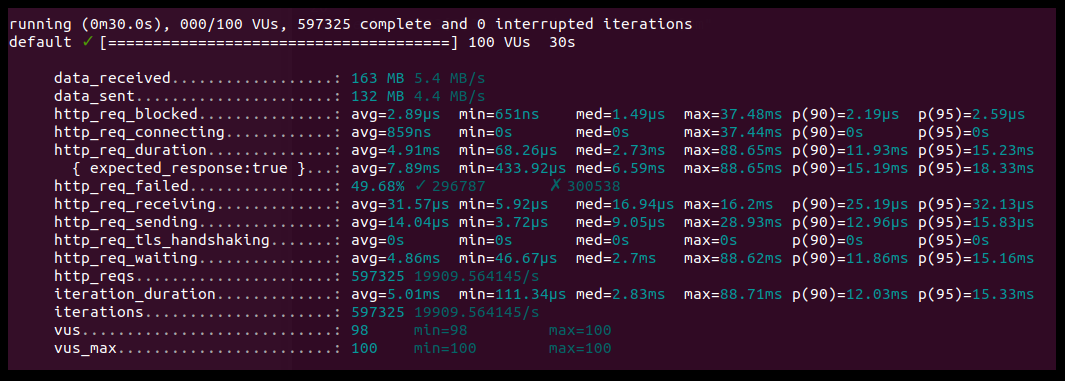 running (0m30.0s), 000/100 VUs, 597325 complete and 0 interrupted iterations
default ✓ [======================================] 100 VUs  30s
data_received..................: 163 MB 5.4 MB/s
data_sent......................: 132 MB 4.4 MB/s
http_req_blocked...............: avg=2.89µs  min=651ns    med=1.49µs  max=37.48ms p(90)=2.19µs  p(95)=2.59µs
http_req_connecting............: avg=859ns   min=0s       med=0s      max=37.44ms p(90)=0s      p(95)=0s
http_req_duration..............: avg=4.91ms  min=68.26µs  med=2.73ms  max=88.65ms p(90)=11.93ms p(95)=15.23ms
{ expected_response:true }...: avg=7.89ms  min=433.92µs med=6.59ms  max=88.65ms p(90)=15.19ms p(95)=18.33ms
http_req_failed................: 49.68% ✓ 296787       ✗ 300538
http_req_receiving.............: avg=31.57µs min=5.92µs   med=16.94µs max=16.2ms  p(90)=25.19µs p(95)=32.13µs
http_req_sending...............: avg=14.04µs min=3.72µs   med=9.05µs  max=28.93ms p(90)=12.96µs p(95)=15.83µs
http_req_tls_handshaking.......: avg=0s      min=0s       med=0s      max=0s      p(90)=0s      p(95)=0s
http_req_waiting...............: avg=4.86ms  min=46.67µs  med=2.7ms   max=88.62ms p(90)=11.86ms p(95)=15.16ms
http_reqs......................: 597325 19909.564145/s
iteration_duration.............: avg=5.01ms  min=111.34µs med=2.83ms  max=88.71ms p(90)=12.03ms p(95)=15.33ms
iterations.....................: 597325 19909.564145/s
vus............................: 98     min=98         max=100
vus_max........................: 100    min=100        max=100